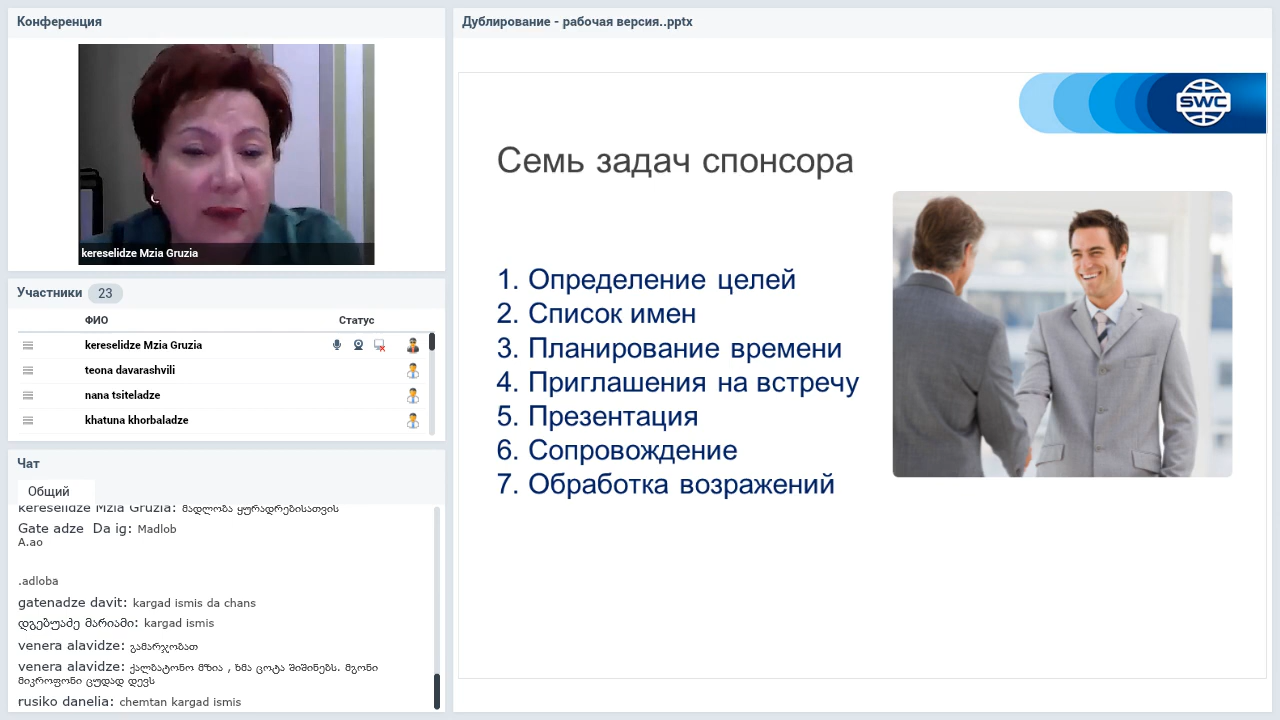 Конференция
kereselidze Mzia Gruzia
Участники 23
ФИО Статус
kereselidze Mzia Gruzia
teona davarashvili
nana tsiteladze
khatuna khorbaladze
Чат
Общий
kereselidze Mzia Gruzia: მადლობა ყურადრებისათვის
Gate adze Da ig: Madlob
A.ao
.adloba
gatenadze davit: kargad ismis da chans
დგებუაძე მარიამი: kargad ismis
venera alavidze: გამარჯობათ
venera alavidze: ქალბატონო მზია , ხმა ცოტა შიშინებს. მგონი
მიკროფონი ცუდად დევს
rusiko danelia: chemtan kargad ismis
Дублирование - рабочая версия..pptx
SWC
Семь задач спонсора
1. Определение целей
2. Список имен
3. Планирование времени
4. Приглашения на встречу
5. Презентация
6. Сопровождение
7. Обработка возражений